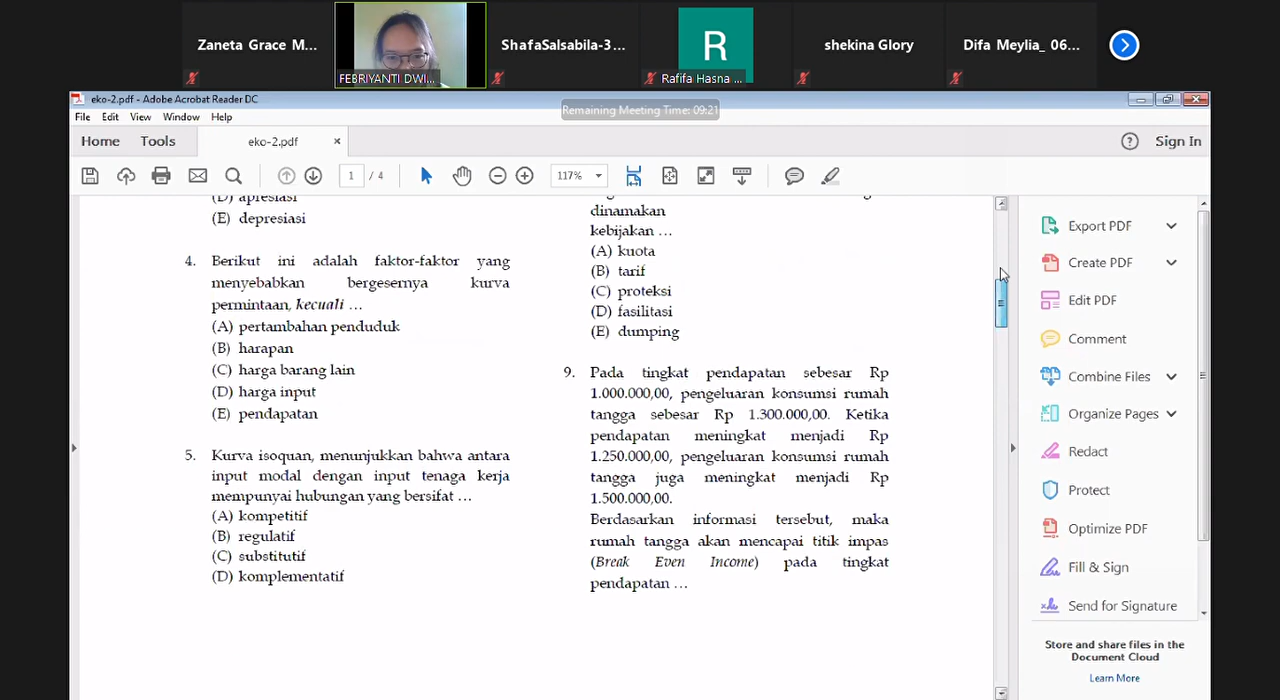 Zaneta Grace M...
FEBRIYANTI DWI...
ShafaSalsabila-3...
R
Rafifa Hasna ...
shekina Glory
Difa Meylia_ 06...
eko-2.pdf - Adobe Acrobat Reader DC
Remaining Meeting Time: 09:21
File Edit View Window Help
Home Tools eko-2.pdf × Sign In
1 / 4 117%
(D) apresiasi
(E) depresiasi
4. Berikut ini adalah faktor-faktor yang
menyebabkan bergesernya kurva
permintaan, kecuali ...
(A) pertambahan penduduk
(B) harapan
(C) harga barang lain
(D) harga input
(E) pendapatan
5. Kurva isoquan, menunjukkan bahwa antara
input modal dengan input tenaga kerja
mempunyai hubungan yang bersifat ...
(A) kompetitif
(B) regulatif
(C) substitutif
(D) komplementatif
dinamakan
kebijakan ...
(A) kuota
(B) tarif
(C) proteksi
(D) fasilitasi
(E) dumping
9. Pada tingkat pendapatan sebesar Rp
1.000.000,00, pengeluaran konsumsi rumah
tangga sebesar Rp 1.300.000,00. Ketika
pendapatan meningkat menjadi Rp
1.250.000,00, pengeluaran konsumsi rumah
tangga juga meningkat menjadi Rp
1.500.000,00.
Berdasarkan informasi tersebut, maka
rumah tangga akan mencapai titik impas
(Break Even Income) pada tingkat
pendapatan ...
Export PDF
Create PDF
Edit PDF
Comment
Combine Files
Organize Pages
Redact
Protect
Optimize PDF
Fill & Sign
Send for Signature
Store and share files in the
Document Cloud
Learn More